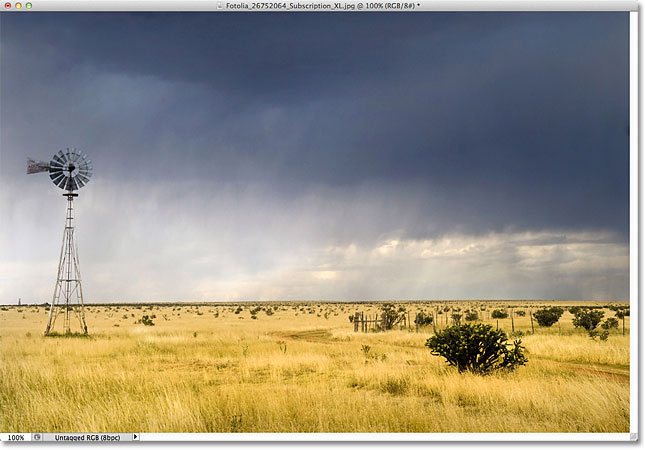 Fotolia_26752064_Subscription_XL.jpg @ 100% (RGB/8#) *
100% Untagged RGB (8bpc)